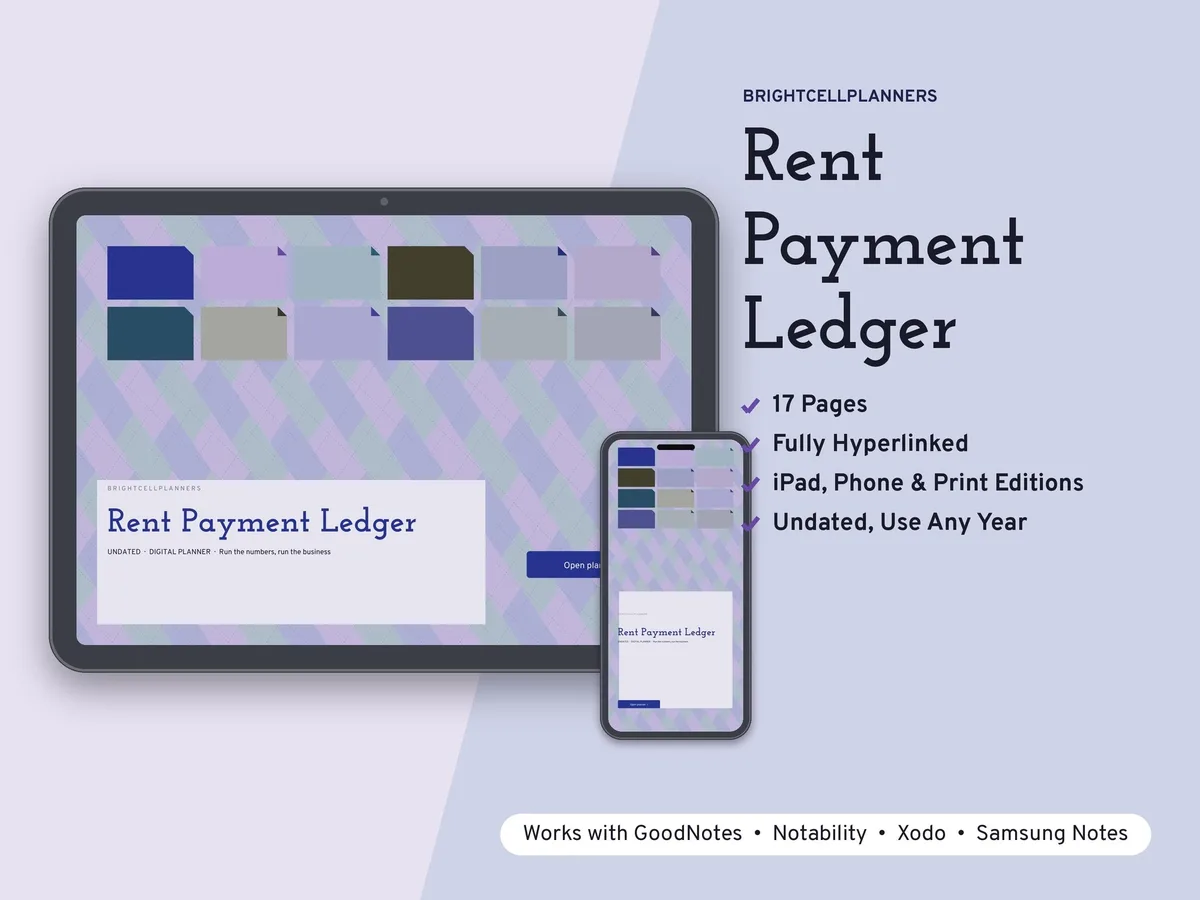 BRIGHTCELLPLANNERS
Rent
Payment
Ledger
17 Pages
Fully Hyperlinked
iPad, Phone & Print Editions
Undated, Use Any Year
BRIGHTCELLPLANNERS
Rent Payment Ledger
UNDATED · DIGITAL PLANNER · Run the numbers, run the business
Open
Rent Payment Ledger
Works with GoodNotes • Notability • Xodo • Samsung Notes